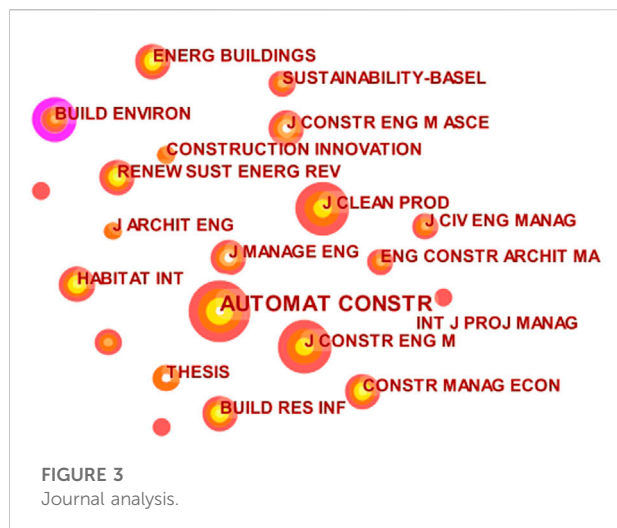 ENERG BUILDINGS
SUSTAINABILITY-BASEL
BUILD ENVIRON
J CONSTR ENG M ASCE
CONSTRUCTION INNOVATION
RENEW SUST ENERG REV
J CLEAN PROD
J CIV ENG MANAG
J ARCHIT ENG
J MANAGE ENG
ENG CONSTR ARCHIT MA
HABITAT INT
AUTOMAT CONSTR
INT J PROJ MANAG
J CONSTR ENG M
THESIS
CONSTR MANAG ECON
BUILD RES INF
FIGURE 3
Journal analysis.